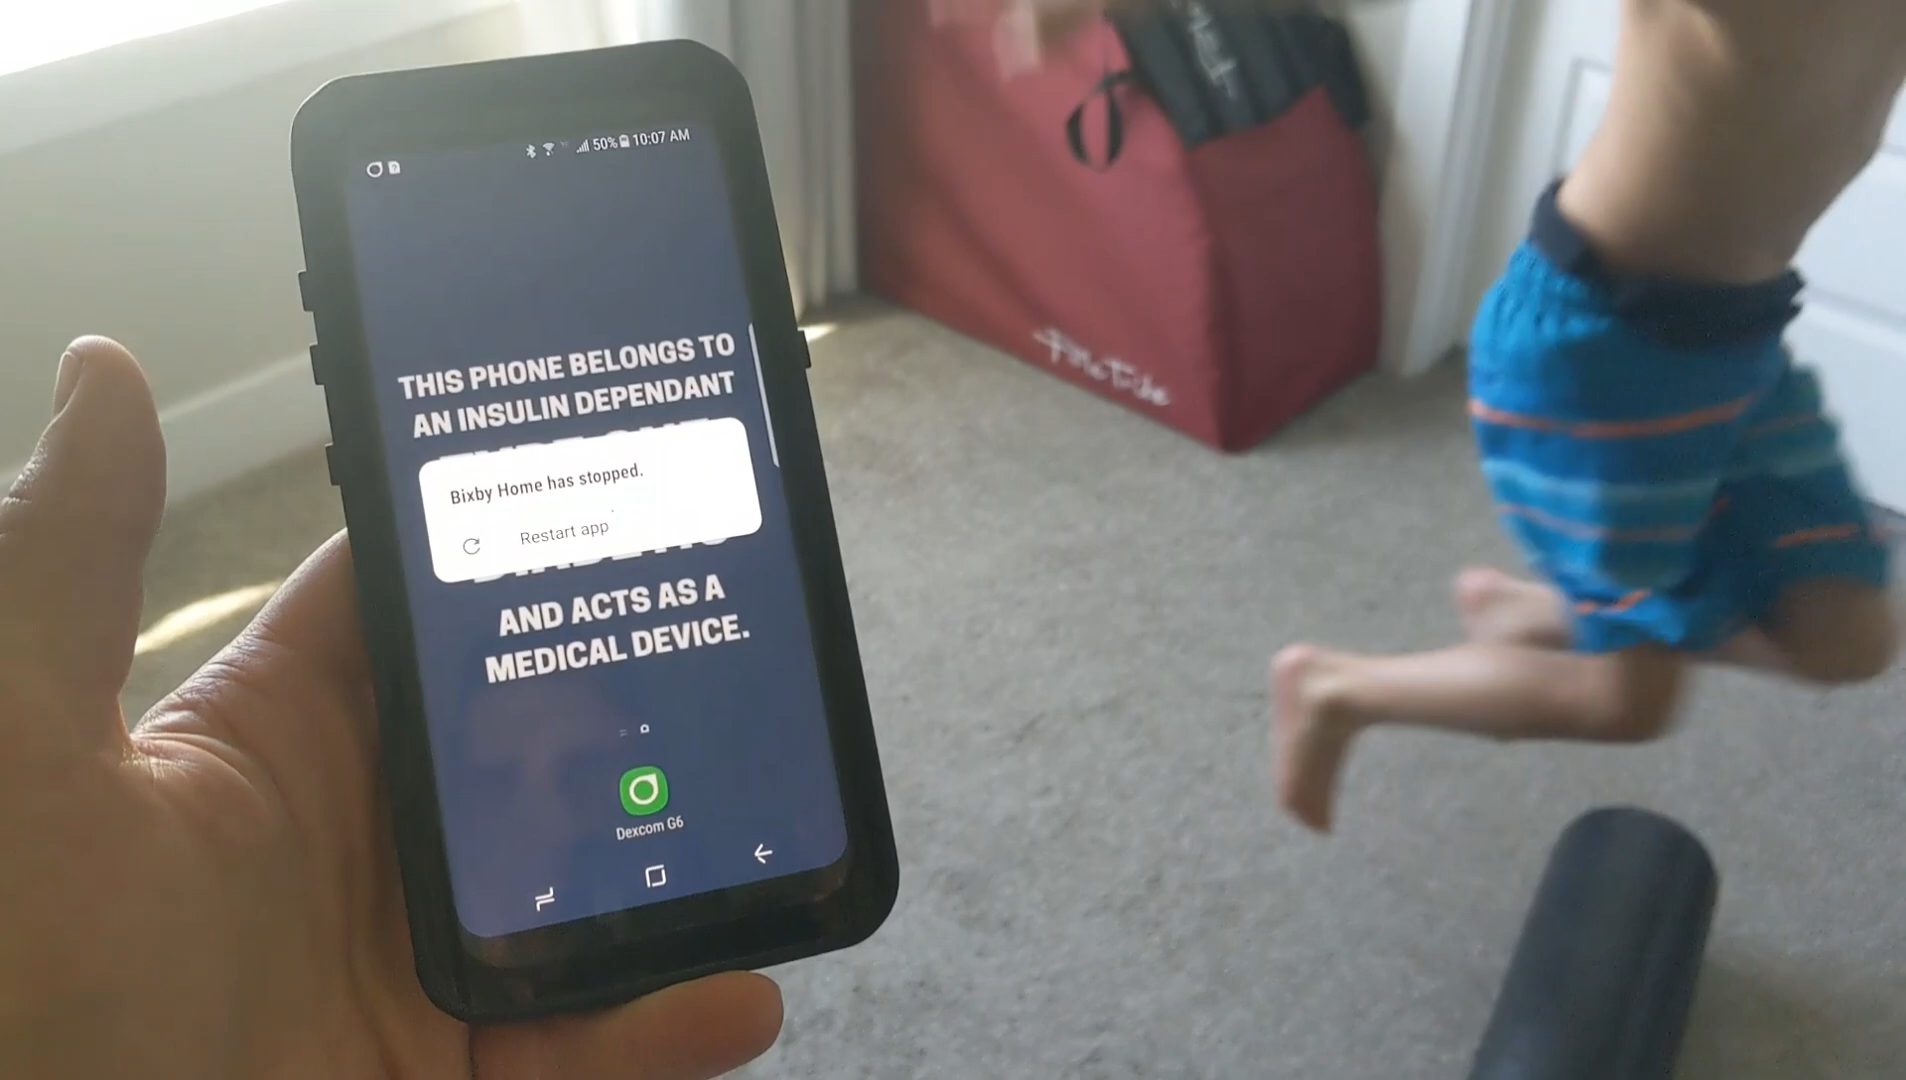 50% 10:07 AM
THIS PHONE BELONGS TO
AN INSULIN DEPENDANT
Bixby Home has stopped.
Restart app
AND ACTS AS A
MEDICAL DEVICE.
Dexcom G6